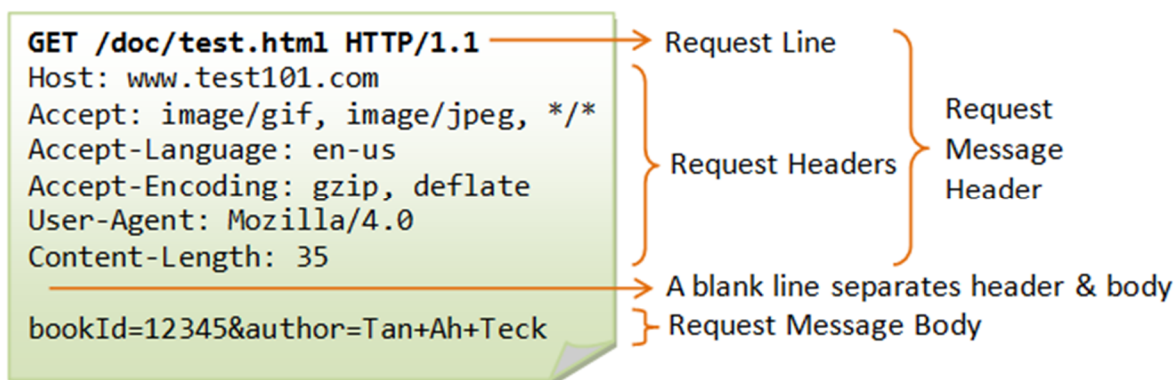 GET /doc/test.html HTTP/1.1
Request Line
Host: www.test101.com
Accept: image/gif, image/jpeg, */*
Accept-Language: en-us
Accept-Encoding: gzip, deflate
User-Agent: Mozilla/4.0
Content-Length: 35
Request Headers
Request
Message
Header
A blank line separates header & body
bookId=12345&author=Tan+Ah+Teck
Request Message Body